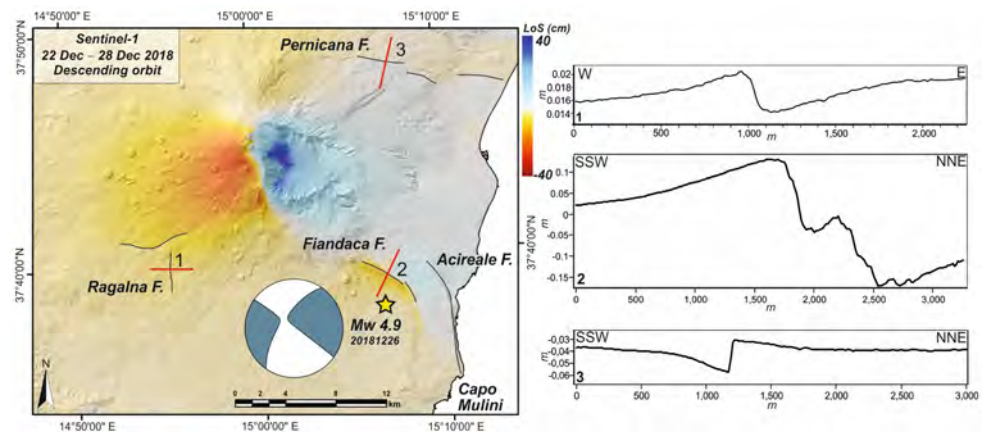 14°50'00" E
15°00'00" E
15°10'00" E
LoS (cm)
40
-40
37°50'00"N
37°40'00"N
Sentinel-1
22 Dec – 28 Dec 2018
Descending orbit
Pernicana F.
3
Fiandaca F.
2
Acireale F.
1
Ragalna F.
Mw 4.9
20181226
N
0 2 4 8 12
km
Capo
Mulini
14°50'00" E
15°00'00" E
15°10'00" E
37°40'00"N
W
E
0.02
0.018
0.016
0.014
m
1
0
500
1,000
1,500
2,000
m
SSW
NNE
0.1
0.05
0
-0.05
-0.15
m
2
0
500
1,000
1,500
2,000
2,500
3,000
m
SSW
NNE
-0,03
-0,04
-0,05
-0,06
m
3
0
500
1,000
1,500
2,000
2,500
3,000
m